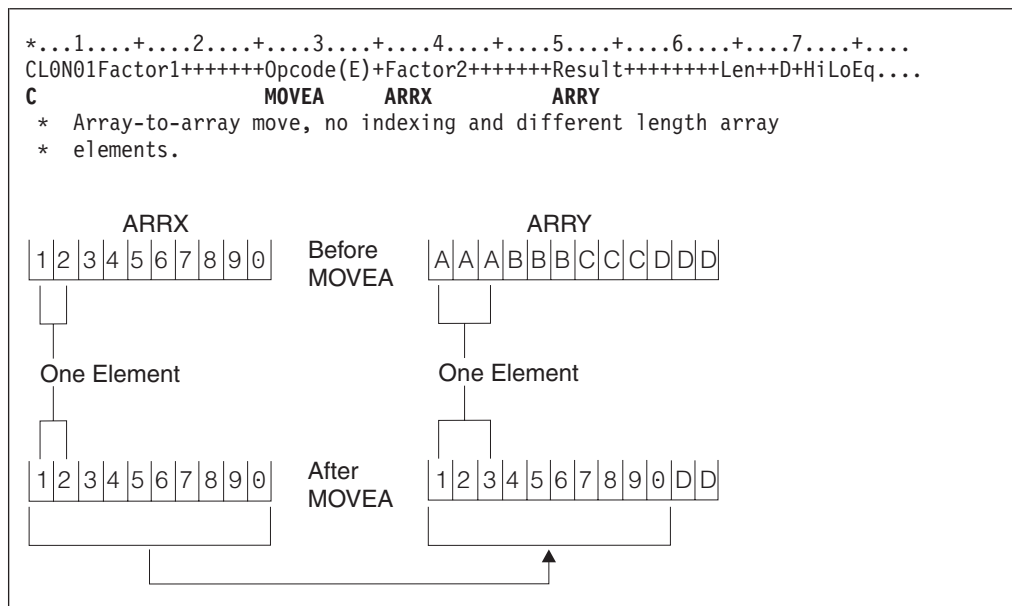 *...1....+....2....+....3....+....4....+....5....+....6....+....7....+....
CL0N01Factor1+++++++Opcode(E)+Factor2+++++++Result++++++++Len++D+HiLoEq....
C                   MOVEA     ARRX          ARRY
 *  Array-to-array move, no indexing and different length array
 *  elements.
ARRX ARRY
1 2 3 4 5 6 7 8 9 0 Before MOVEA A A A B B B C C C D D D
One Element One Element
1 2 3 4 5 6 7 8 9 0 After MOVEA 1 2 3 4 5 6 7 8 9 0 D D